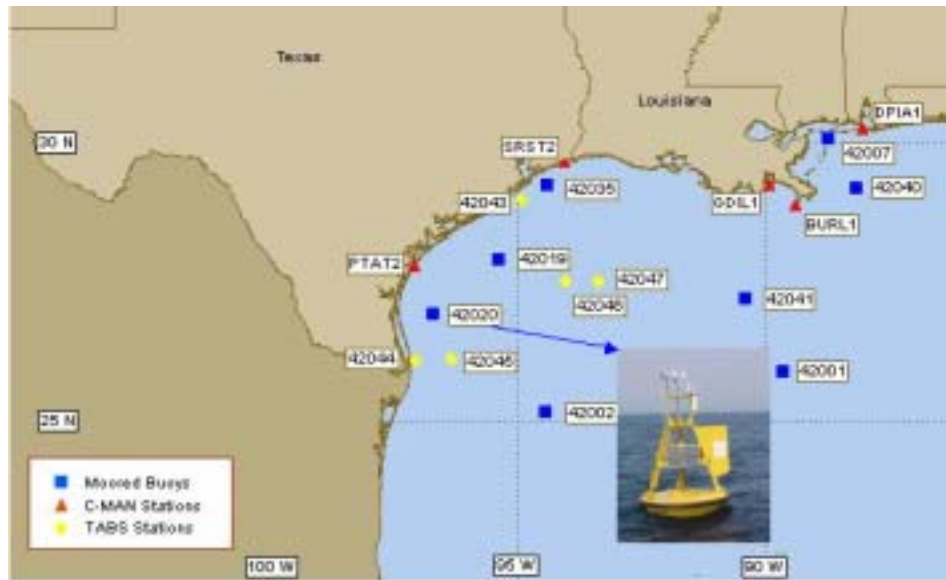 Texas
Louisiana
30 N
DPIA1
SRST2
42007
42035
42040
42043
GDIL1
BURL1
PTAT2
42019
42047
42046
42041
42020
42044
42045
42001
42002
25 N
Moored Buoys
C-MAN Stations
TABS Stations
100 W
95 W
90 W